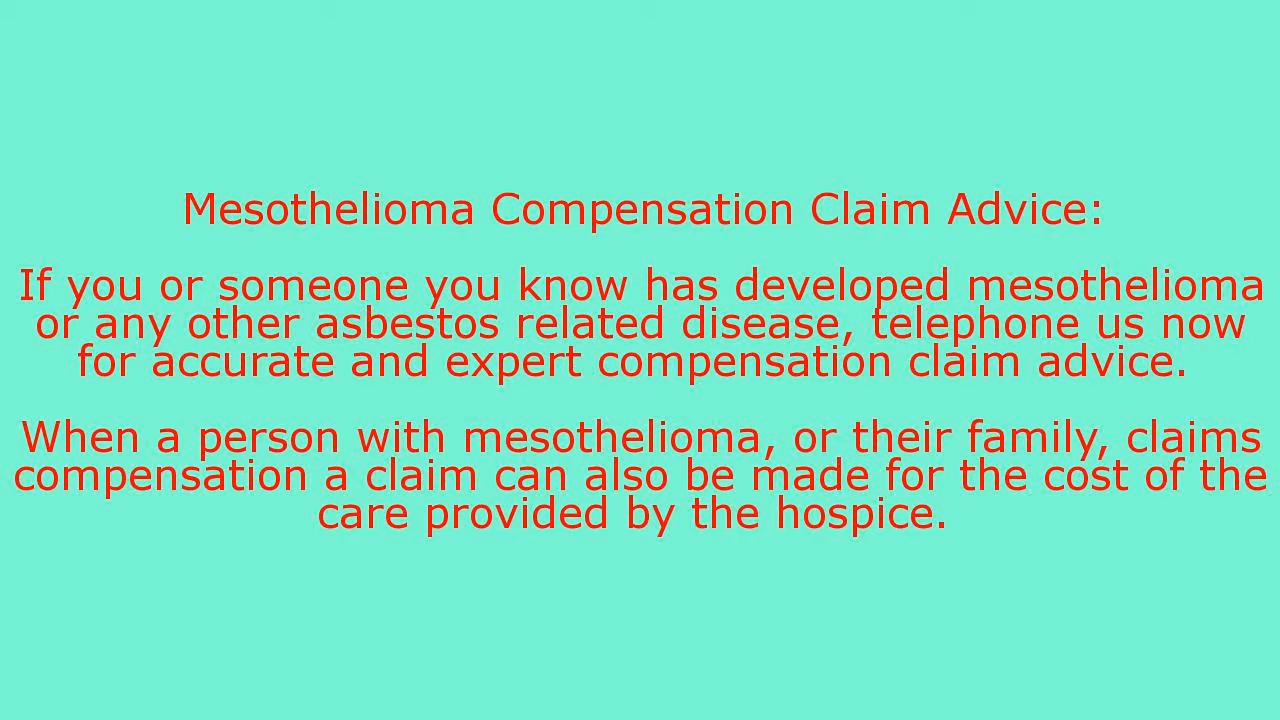 Mesothelioma Compensation Claim Advice:
If you or someone you know has developed mesothelioma
or any other asbestos related disease, telephone us now
for accurate and expert compensation claim advice.
When a person with mesothelioma, or their family, claims
compensation a claim can also be made for the cost of the
care provided by the hospice.